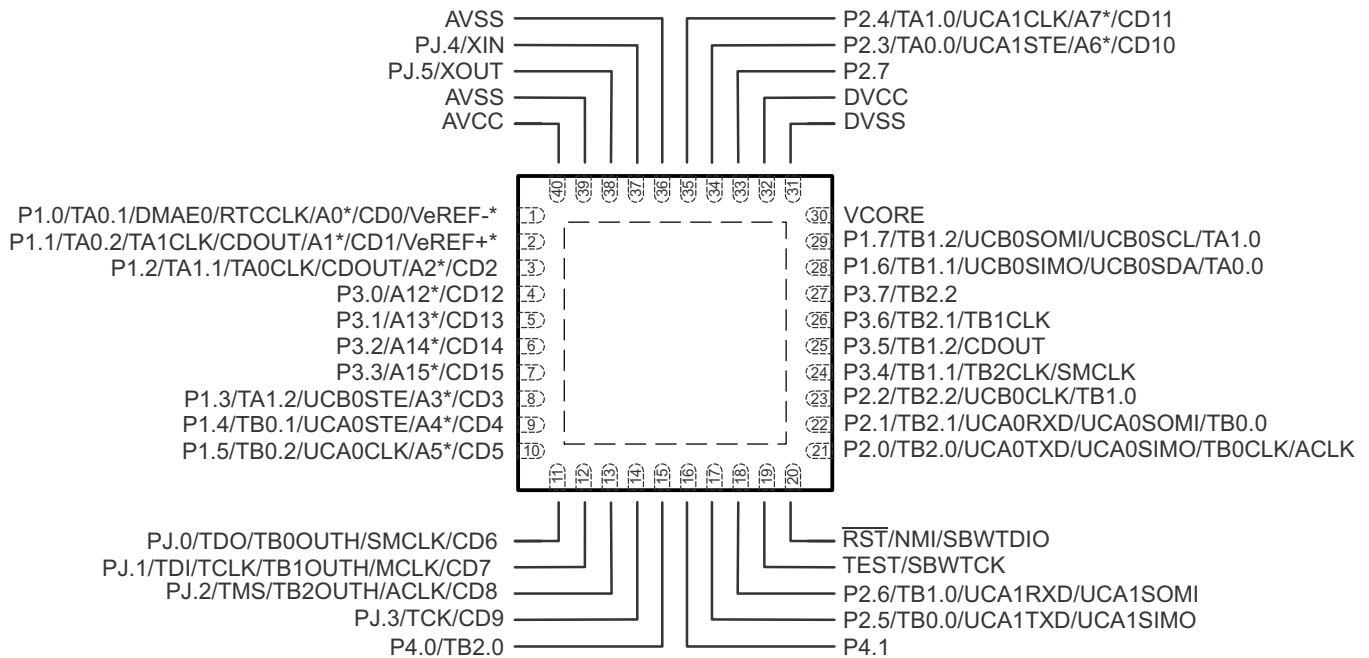 AVSS
PJ.4/XIN
PJ.5/XOUT
AVSS
AVCC
P2.4/TA1.0/UCA1CLK/A7*/CD11
P2.3/TA0.0/UCA1STE/A6*/CD10
P2.7
DVCC
DVSS
40 39 38 37 36 35 34 33 32 31
P1.0/TA0.1/DMAE0/RTCCLK/A0*/CD0/VeREF-* 1
P1.1/TA0.2/TA1CLK/CDOUT/A1*/CD1/VeREF+* 2
P1.2/TA1.1/TA0CLK/CDOUT/A2*/CD2 3
P3.0/A12*/CD12 4
P3.1/A13*/CD13 5
P3.2/A14*/CD14 6
P3.3/A15*/CD15 7
P1.3/TA1.2/UCB0STE/A3*/CD3 8
P1.4/TB0.1/UCA0STE/A4*/CD4 9
P1.5/TB0.2/UCA0CLK/A5*/CD5 10
30 VCORE
29 P1.7/TB1.2/UCB0SOMI/UCB0SCL/TA1.0
28 P1.6/TB1.1/UCB0SIMO/UCB0SDA/TA0.0
27 P3.7/TB2.2
26 P3.6/TB2.1/TB1CLK
25 P3.5/TB1.2/CDOUT
24 P3.4/TB1.1/TB2CLK/SMCLK
23 P2.2/TB2.2/UCB0CLK/TB1.0
22 P2.1/TB2.1/UCA0RXD/UCA0SOMI/TB0.0
21 P2.0/TB2.0/UCA0TXD/UCA0SIMO/TB0CLK/ACLK
11 12 13 14 15 16 17 18 19 20
PJ.0/TDO/TB0OUTH/SMCLK/CD6
PJ.1/TDI/TCLK/TB1OUTH/MCLK/CD7
PJ.2/TMS/TB2OUTH/ACLK/CD8
PJ.3/TCK/CD9
P4.0/TB2.0
RST/NMI/SBWTDIO
TEST/SBWTCK
P2.6/TB1.0/UCA1RXD/UCA1SOMI
P2.5/TB0.0/UCA1TXD/UCA1SIMO
P4.1